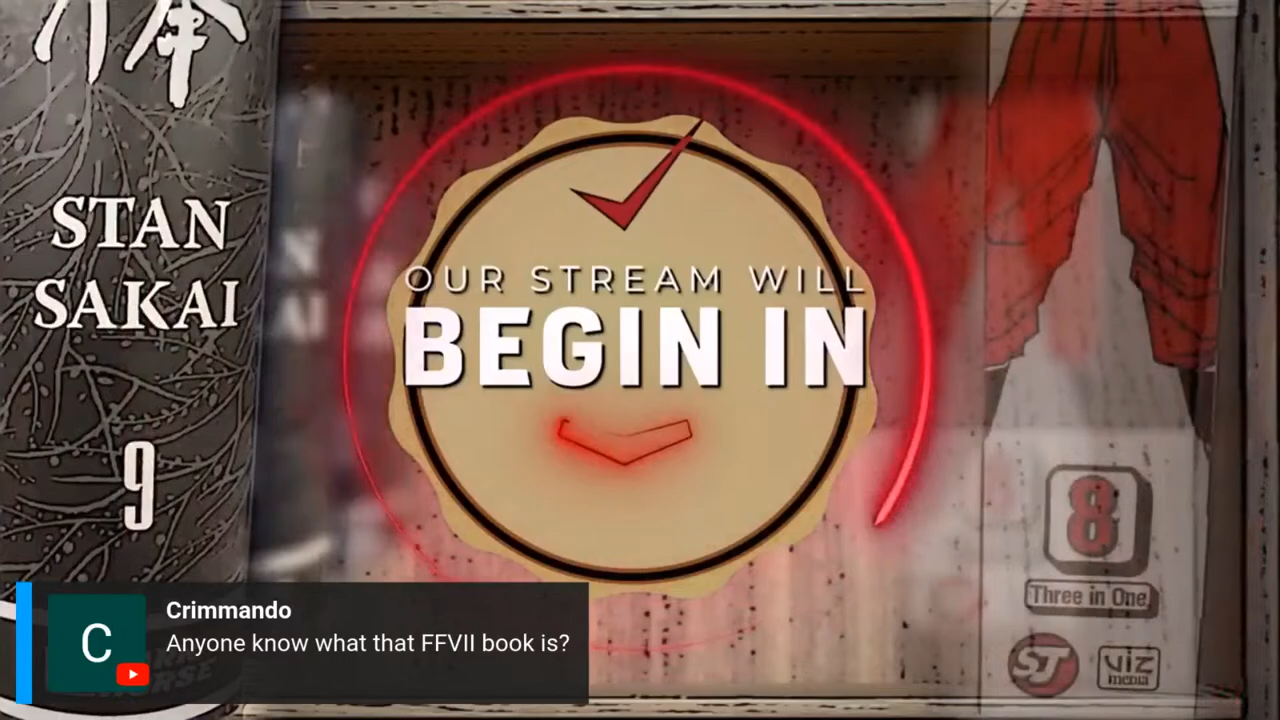 本
STAN
SAKAI
9
OUR STREAM WILL
BEGIN IN
8
Three in One
SJ
VIZ
media
C
Crimmando
Anyone know what that FFVII book is?